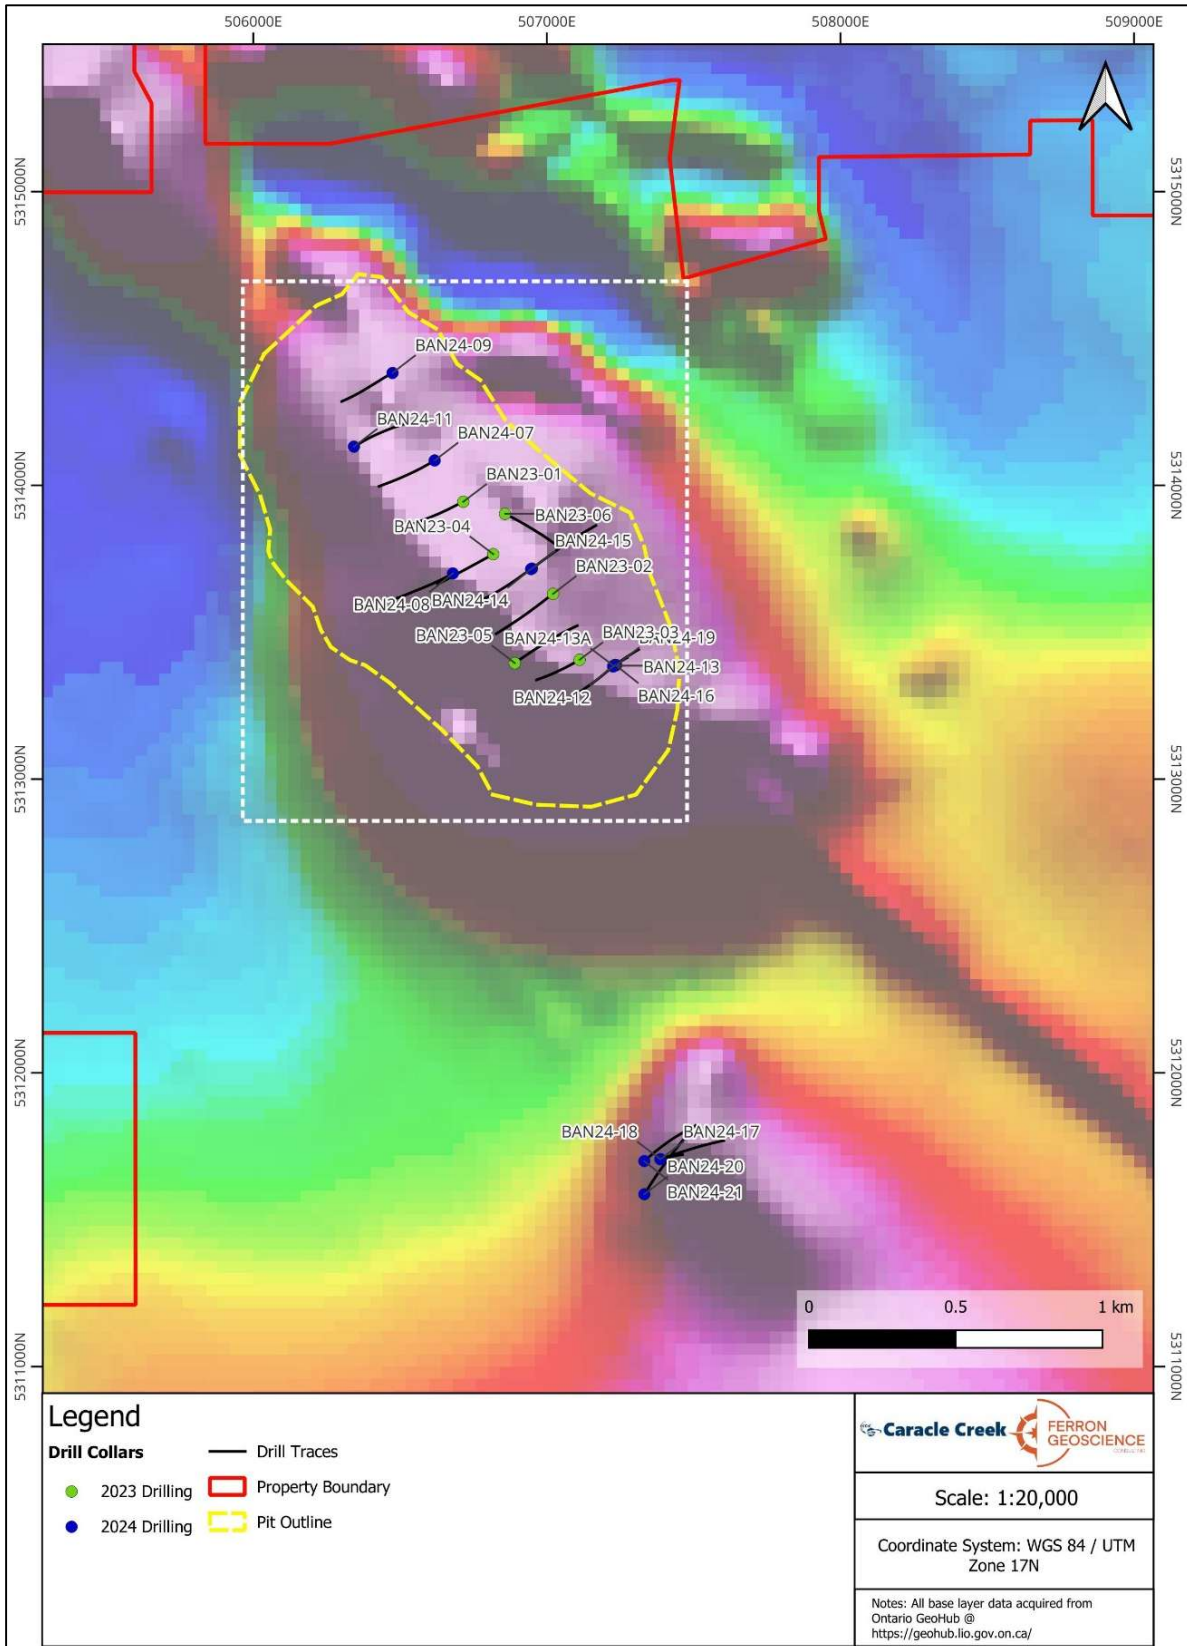 506000E
507000E
508000E
509000E
5315000N
5315000N
BAN24-09
BAN24-11
BAN24-07
5314000N
5314000N
BAN23-01
BAN23-04
BAN23-06
BAN24-15
BAN23-02
BAN24-08
BAN24-14
BAN23-05
BAN24-13A
BAN23-03
BAN24-19
BAN24-13
BAN24-12
BAN24-16
5313000N
5313000N
5312000N
5312000N
BAN24-18
BAN24-17
BAN24-20
BAN24-21
0 0.5 1 km
5311000N
5311000N
Legend
Drill Collars
2023 Drilling
2024 Drilling
Drill Traces
Property Boundary
Pit Outline
Caracle Creek
FERRON
GEOSCIENCE
CONSULTING
Scale: 1:20,000
Coordinate System: WGS 84 / UTM
Zone 17N
Notes: All base layer data acquired from
Ontario GeoHub @
https://geohub.lio.gov.on.ca/